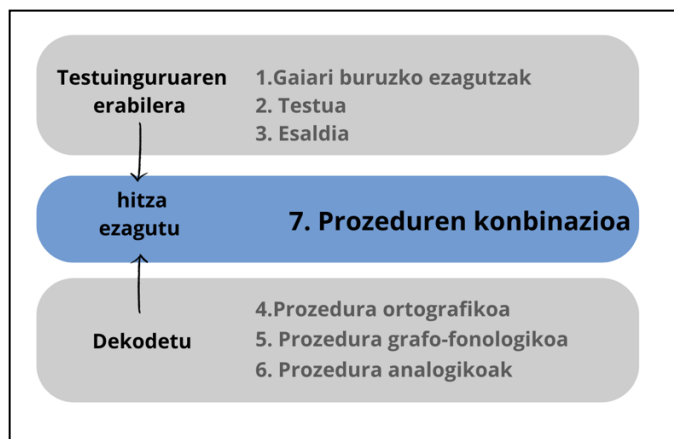 Testuinguruaren
erabilera
1.Gaiari buruzko ezagutzak
2. Testua
3. Esaldia
hitza
ezagutu
7. Prozeduren konbinazioa
Dekodetu
4.Prozedura ortografikoa
5. Prozedura grafo-fonologikoa
6. Prozedura analogikoak